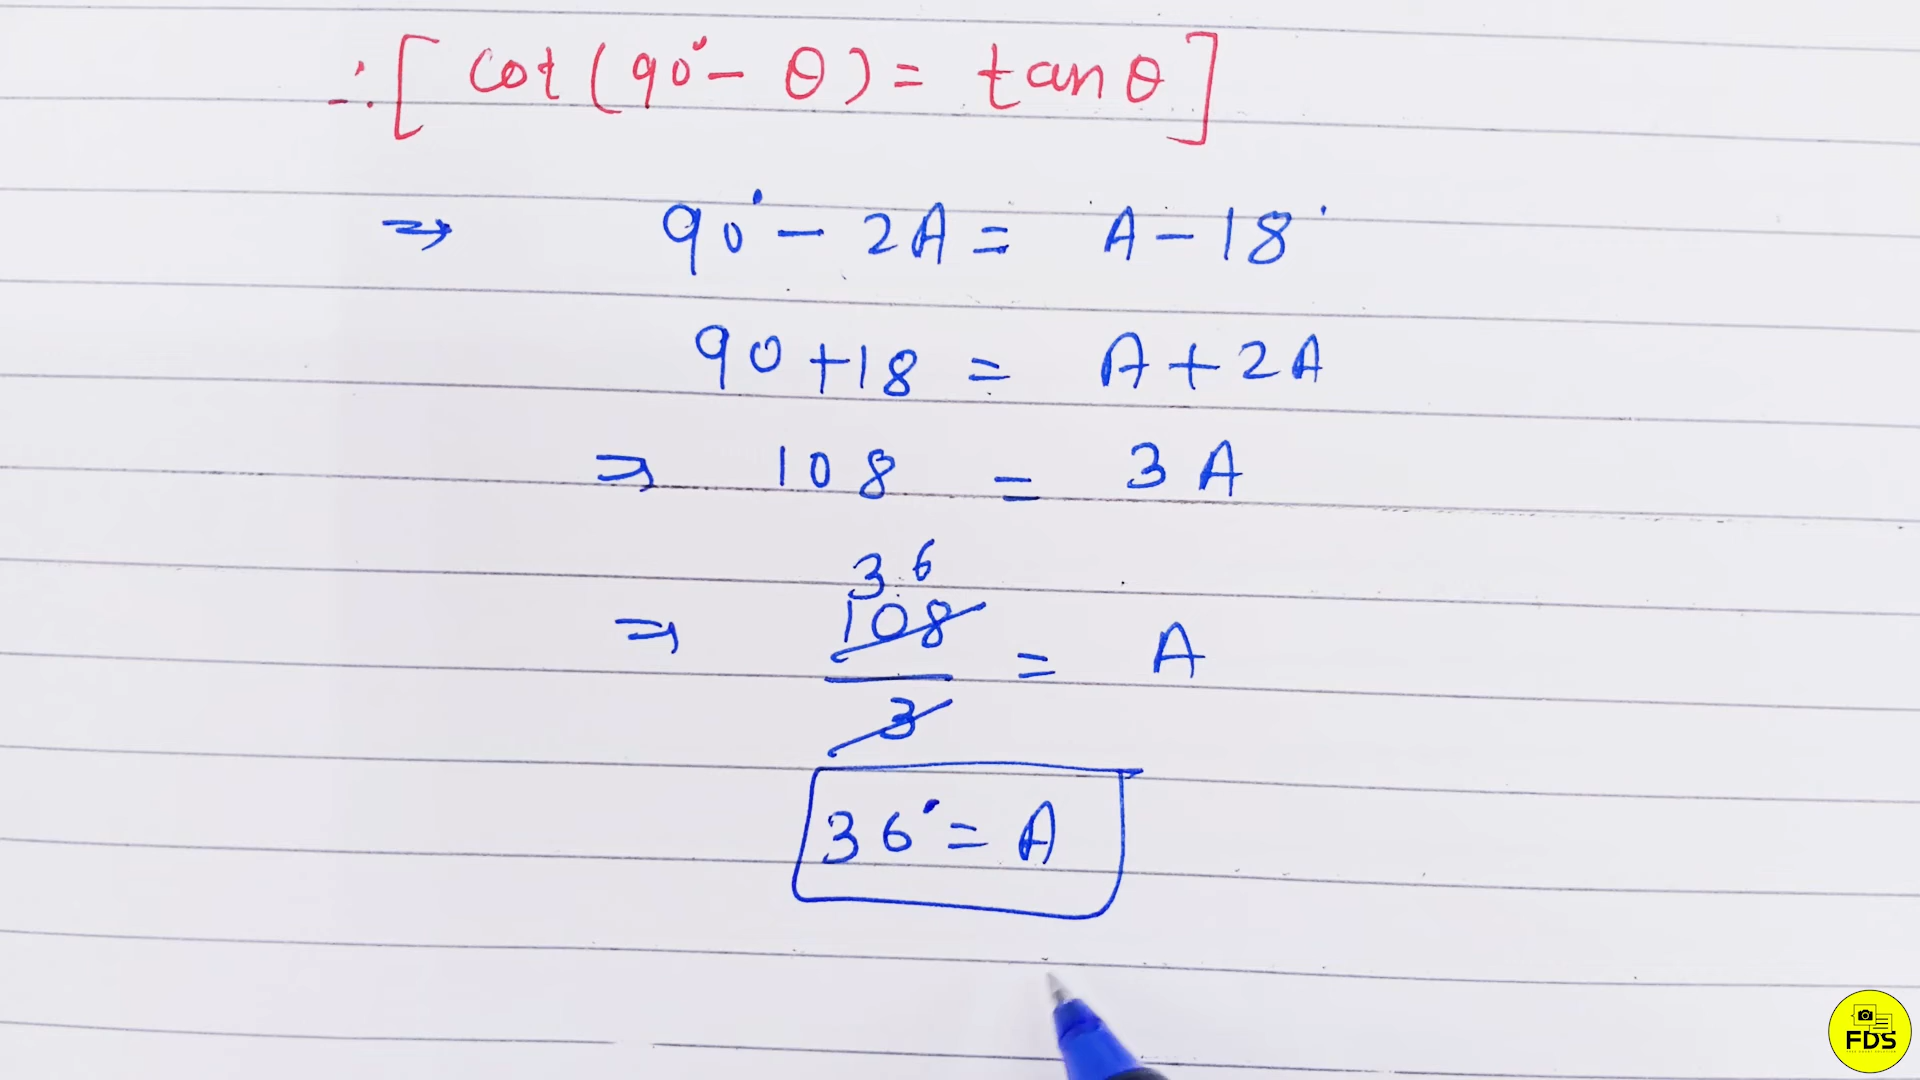 ∴ [cot(90° - θ) = tan θ]
⇒ 90° - 2A = A - 18°
90 + 18 = A + 2A
⇒ 108 = 3A
36
⇒ 108/3 = A
36° = A
FDS